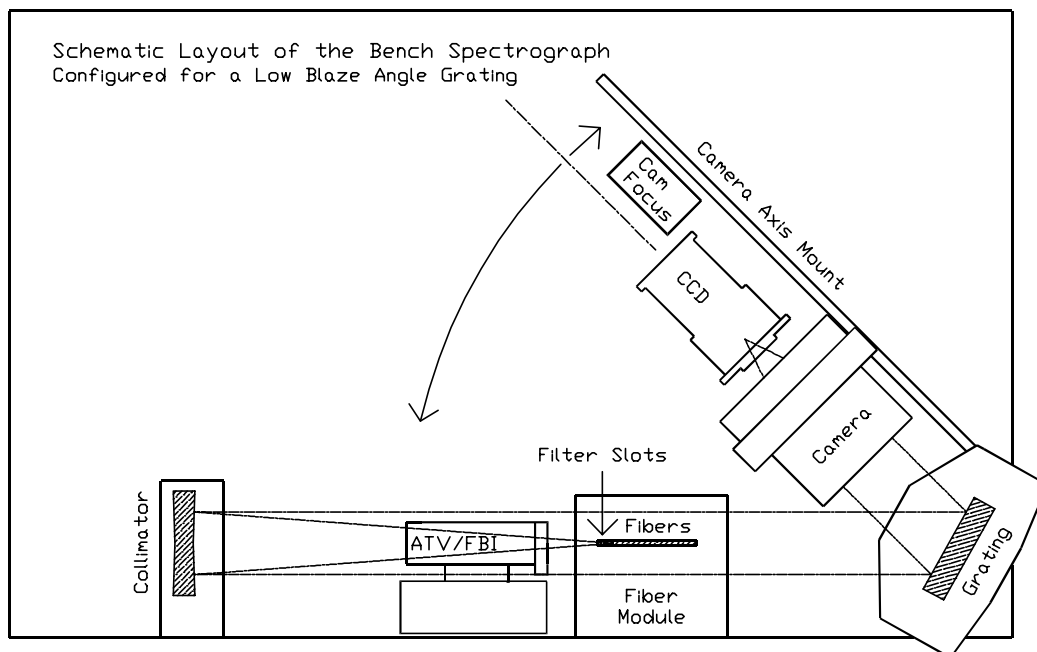 Schematic Layout of the Bench Spectrograph
Configured for a Low Blaze Angle Grating
Cam
Focus
Camera Axis Mount
CCD
Camera
Filter Slots
Collimator
ATV/FBI
Fibers
Grating
Fiber
Module